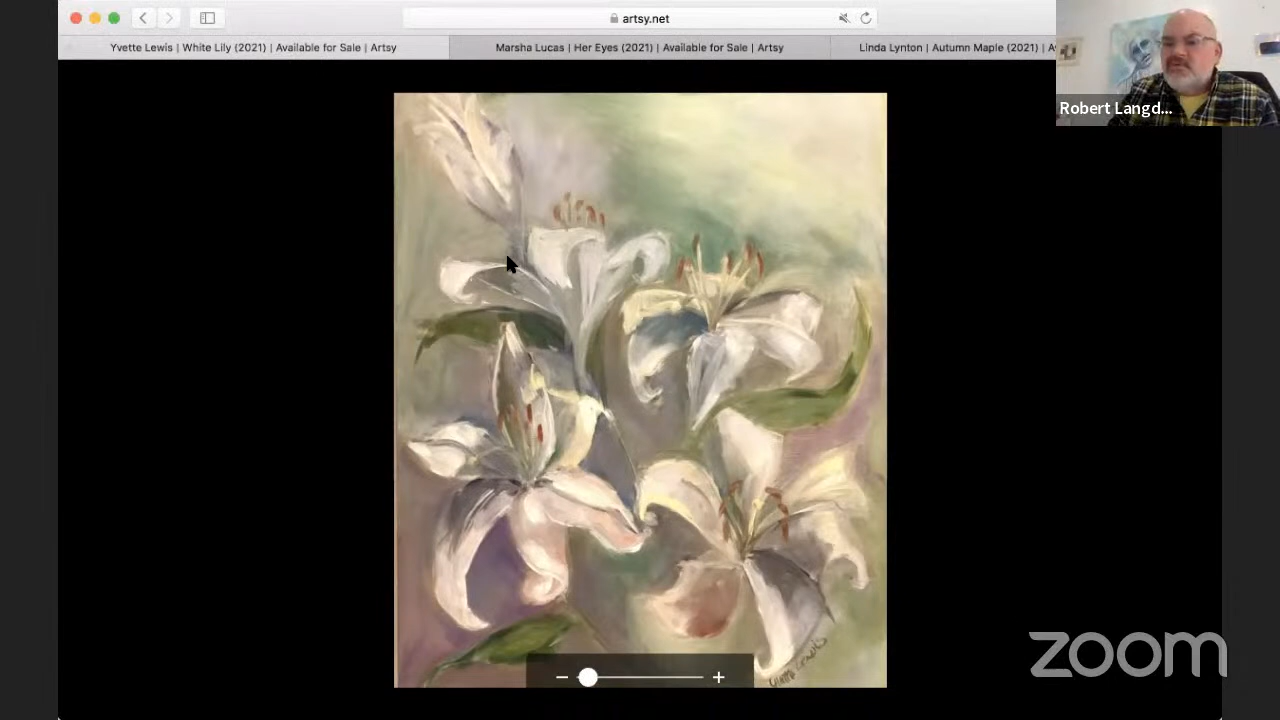 artsy.net
Yvette Lewis | White Lily (2021) | Available for Sale | Artsy
Marsha Lucas | Her Eyes (2021) | Available for Sale | Artsy
Linda Lynton | Autumn Maple (2021) | Av
Robert Langd...
zoom